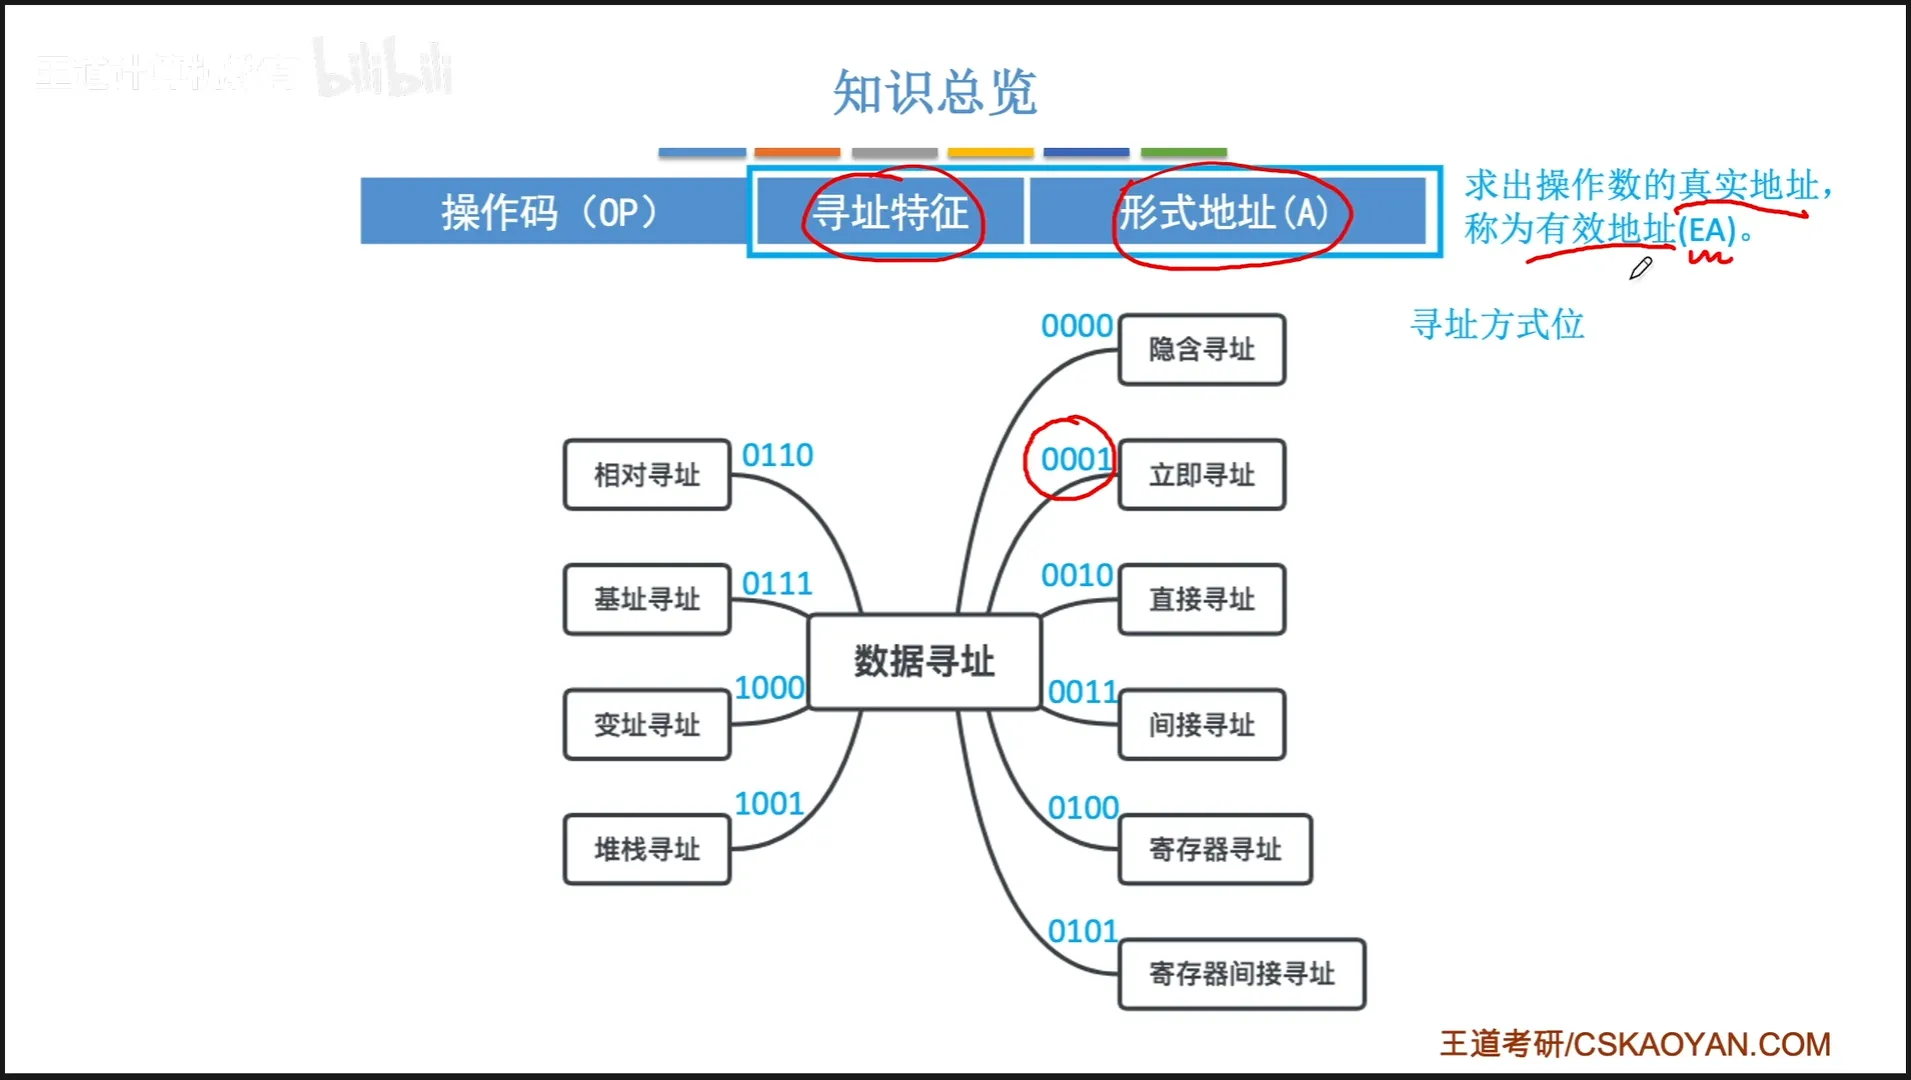 王道计算机教育 bilibili
知识总览
操作码（OP） 寻址特征 形式地址(A)
求出操作数的真实地址，
称为有效地址(EA)。
寻址方式位
0000 隐含寻址
相对寻址 0110
0001 立即寻址
基址寻址 0111
0010 直接寻址
数据寻址
变址寻址 1000
0011 间接寻址
堆栈寻址 1001
0100 寄存器寻址
0101 寄存器间接寻址
王道考研/CSKAOYAN.COM